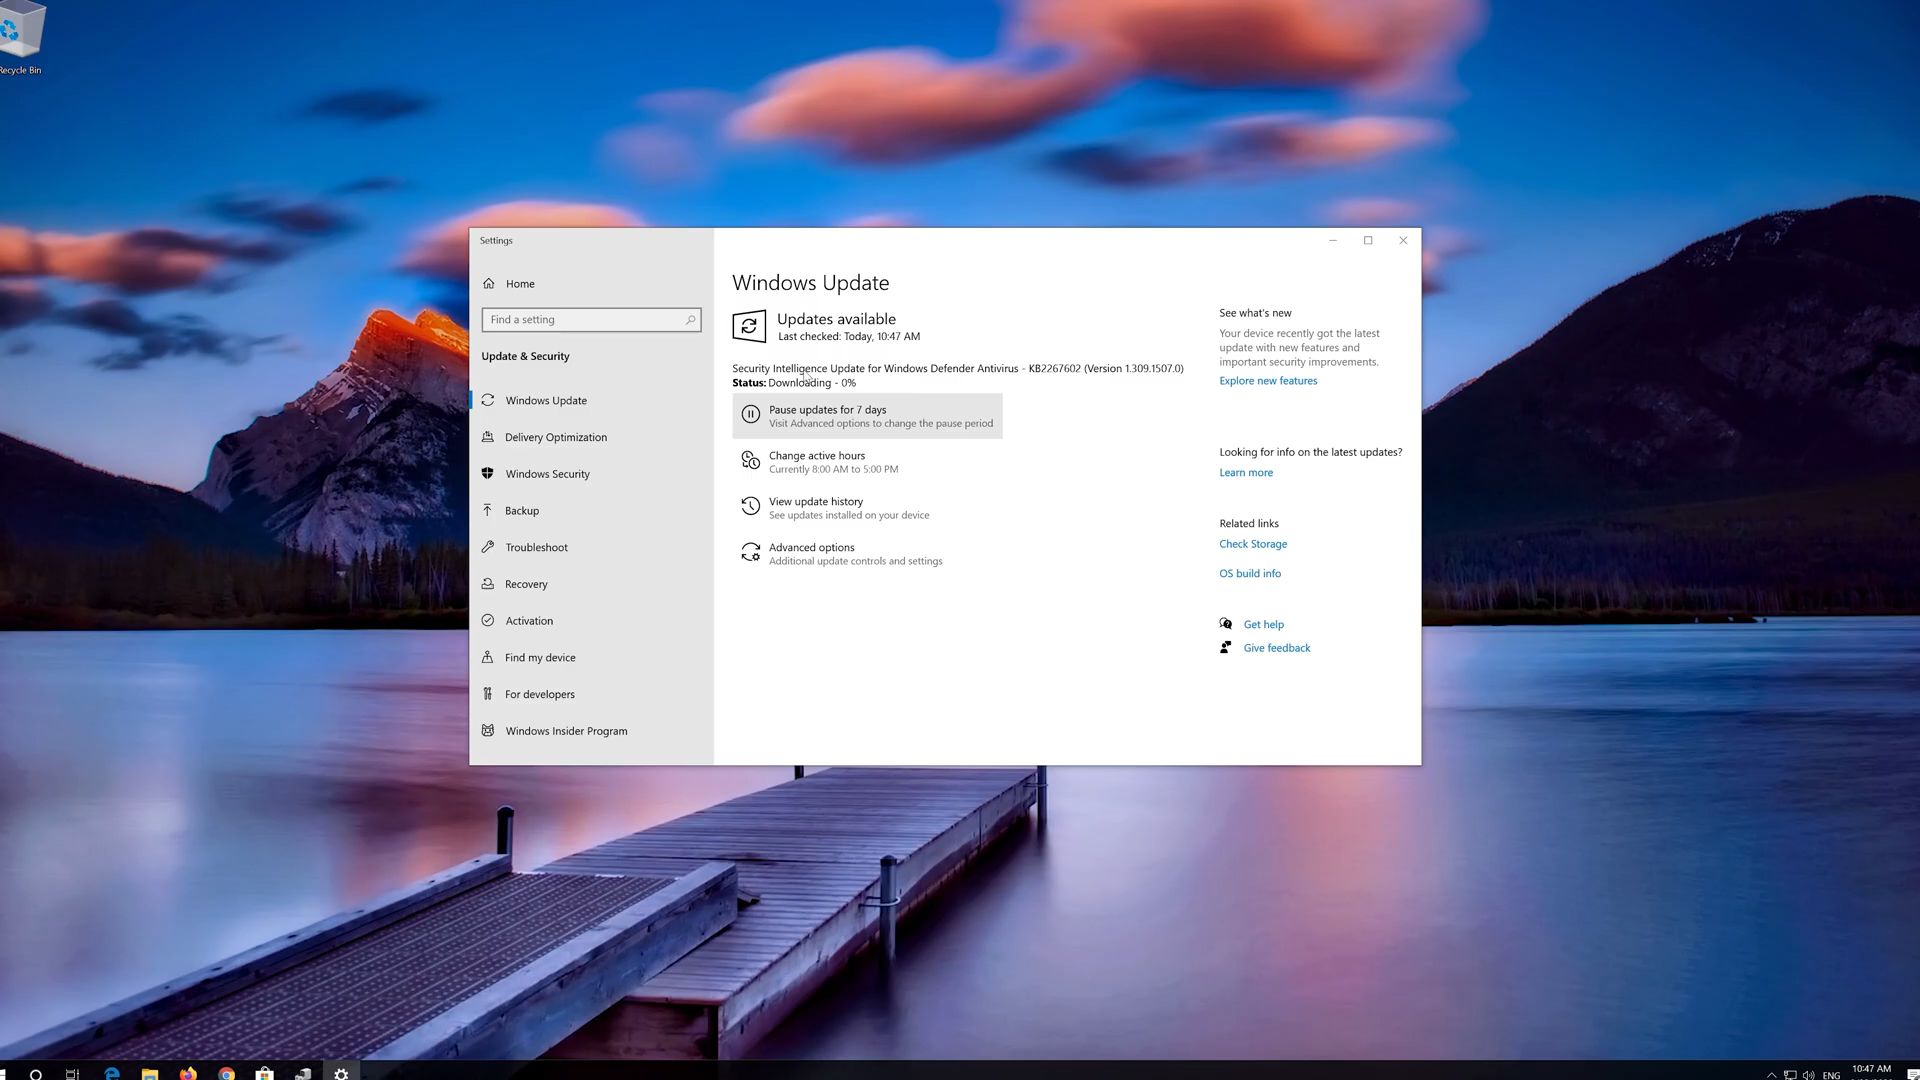 Recycle Bin
Settings
Home
Find a setting
Update & Security
Windows Update
Delivery Optimization
Windows Security
Backup
Troubleshoot
Recovery
Activation
Find my device
For developers
Windows Insider Program
Windows Update
Updates available
Last checked: Today, 10:47 AM
Security Intelligence Update for Windows Defender Antivirus - KB2267602 (Version 1.309.1507.0)
Status: Downloading - 0%
Pause updates for 7 days
Visit Advanced options to change the pause period
Change active hours
Currently 8:00 AM to 5:00 PM
View update history
See updates installed on your device
Advanced options
Additional update controls and settings
See what's new
Your device recently got the latest
update with new features and
important security improvements.
Explore new features
Looking for info on the latest updates?
Learn more
Related links
Check Storage
OS build info
Get help
Give feedback
ENG
10:47 AM